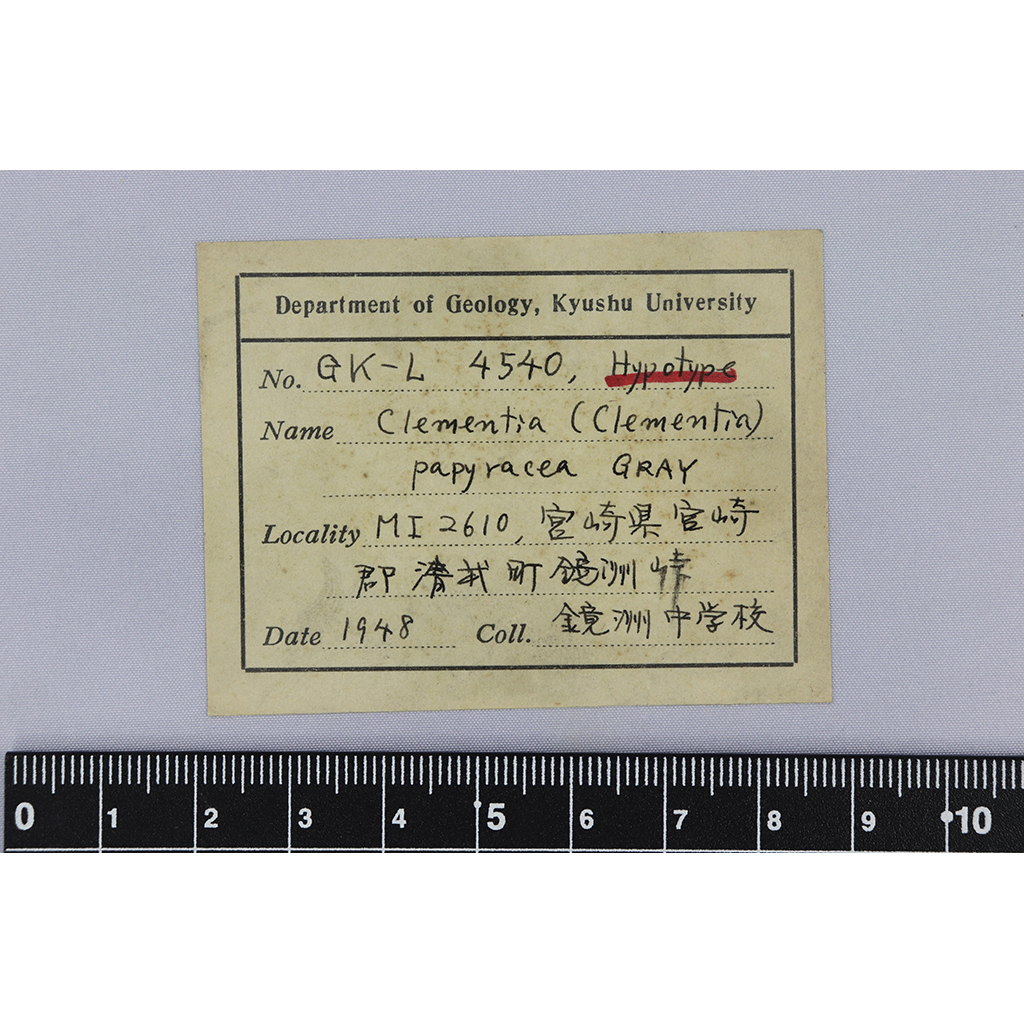 Department of Geology, Kyushu University
No. GK-L 4540, Hypotype
Name Clementia (Clementia)
papyracea GRAY
Locality MI 2610,宮崎県宮崎
郡清武町鏡洲峠
Date 1948 Coll. 鏡洲中学校
0 1 2 3 4 5 6 7 8 9 10